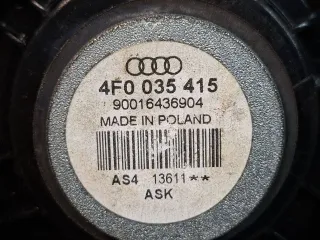 4F0 035 415
90016436904
MADE IN POLAND
AS4 13611**
ASK